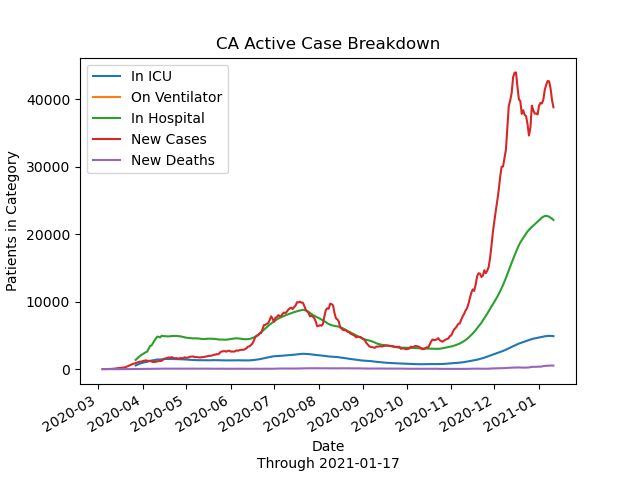 CA Active Case Breakdown
In ICU
On Ventilator
In Hospital
New Cases
New Deaths
Patients in Category
40000
30000
20000
10000
0
2020-03
2020-04
2020-05
2020-06
2020-07
2020-08
2020-09
2020-10
2020-11
2020-12
2021-01
Date
Through 2021-01-17